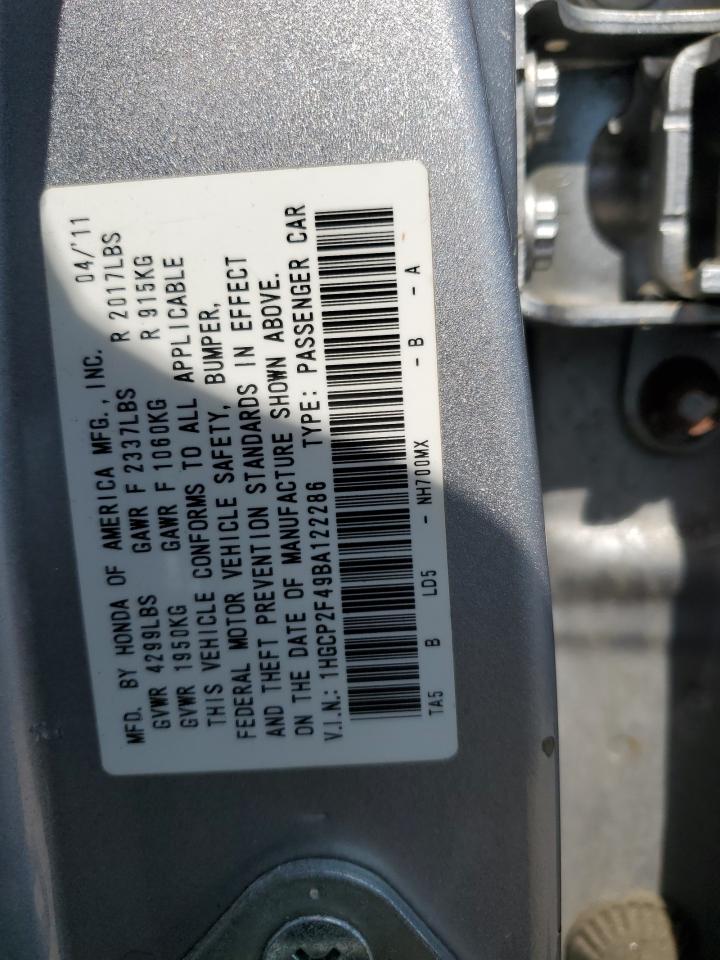 MFD. BY HONDA OF AMERICA MFG., INC. 04/'11
GVWR 4299LBS GAWR F 2337LBS R 2017LBS
GVWR 1950KG GAWR F 1060KG R 915KG
THIS VEHICLE CONFORMS TO ALL APPLICABLE
FEDERAL MOTOR VEHICLE SAFETY, BUMPER,
AND THEFT PREVENTION STANDARDS IN EFFECT
ON THE DATE OF MANUFACTURE SHOWN ABOVE.
V.I.N.: 1HGCP2F49BA122286 TYPE: PASSENGER CAR
TA5 B LD5 - NH700MX - B - A